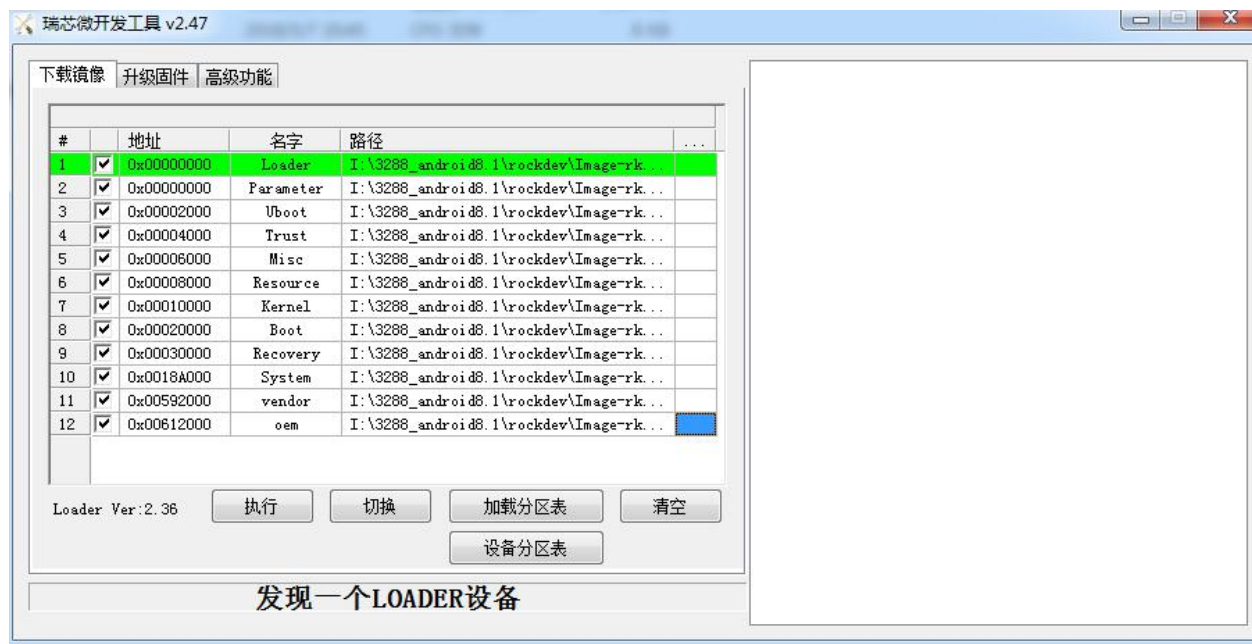 瑞芯微开发工具 v2.47
下载镜像 升级固件 高级功能
# 地址 名字 路径 ...
1 0x00000000 Loader I:\3288_android8.1\rockdev\Image-rk...
2 0x00000000 Parameter I:\3288_android8.1\rockdev\Image-rk...
3 0x00002000 Uboot I:\3288_android8.1\rockdev\Image-rk...
4 0x00004000 Trust I:\3288_android8.1\rockdev\Image-rk...
5 0x00006000 Misc I:\3288_android8.1\rockdev\Image-rk...
6 0x00008000 Resource I:\3288_android8.1\rockdev\Image-rk...
7 0x00010000 Kernel I:\3288_android8.1\rockdev\Image-rk...
8 0x00020000 Boot I:\3288_android8.1\rockdev\Image-rk...
9 0x00030000 Recovery I:\3288_android8.1\rockdev\Image-rk...
10 0x0018A000 System I:\3288_android8.1\rockdev\Image-rk...
11 0x00592000 vendor I:\3288_android8.1\rockdev\Image-rk...
12 0x00612000 oem I:\3288_android8.1\rockdev\Image-rk...
Loader Ver:2.36 执行 切换 加载分区表 清空
设备分区表
发现一个LOADER设备